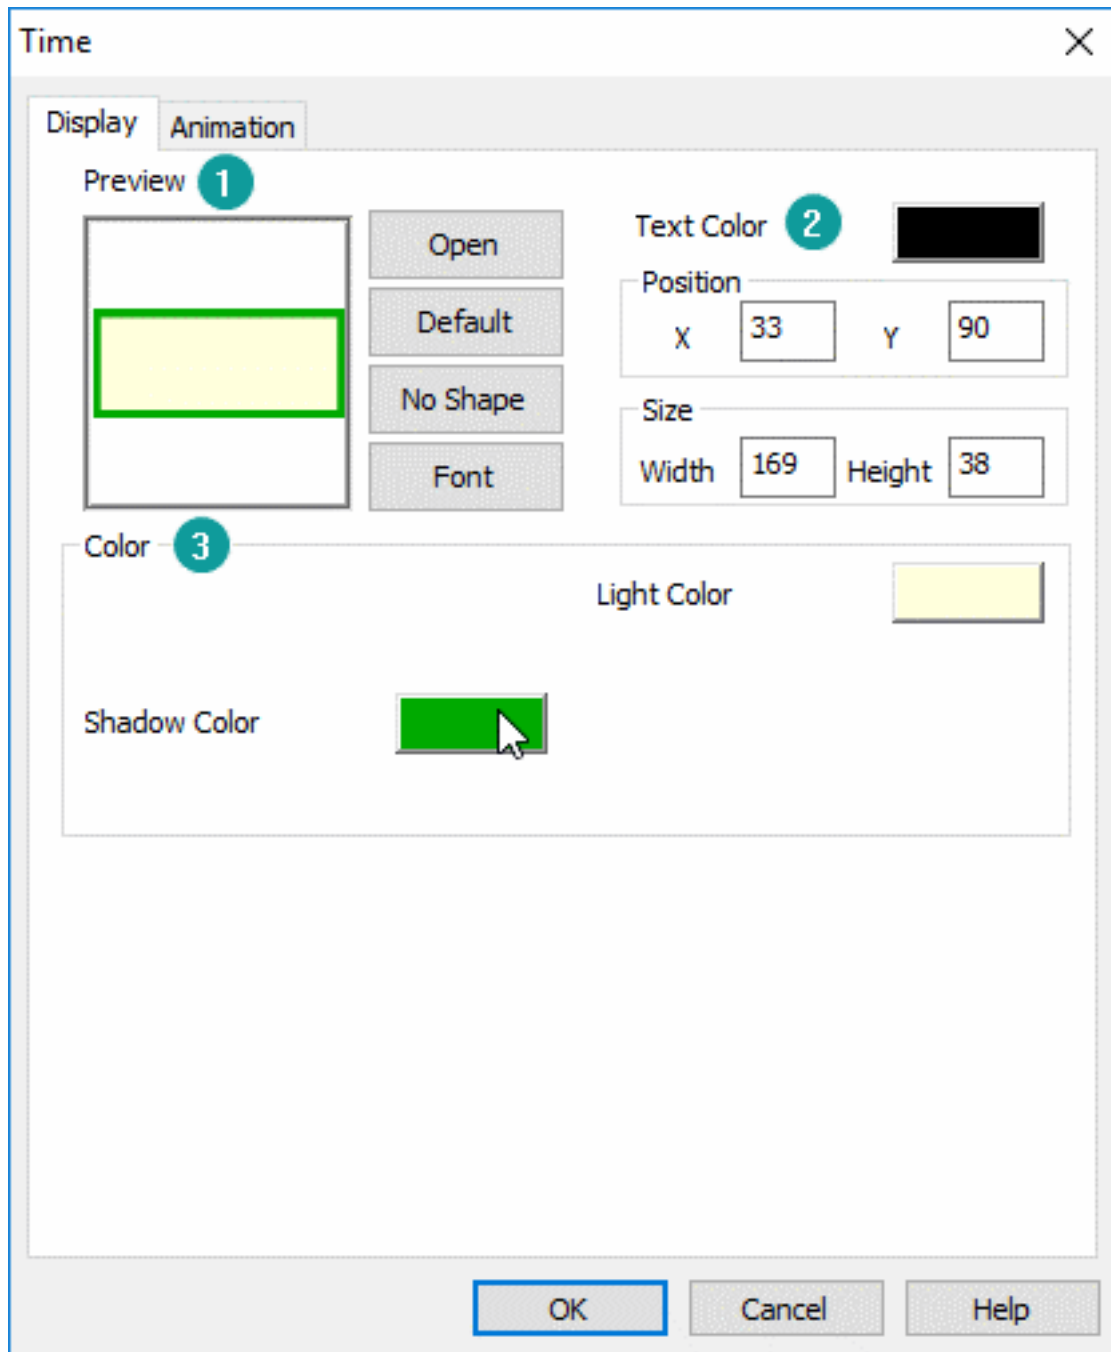 Time
Display Animation
Preview 1
Open
Default
No Shape
Font
Text Color 2
Position
X 33 Y 90
Size
Width 169 Height 38
Color 3
Light Color
Shadow Color
OK Cancel Help